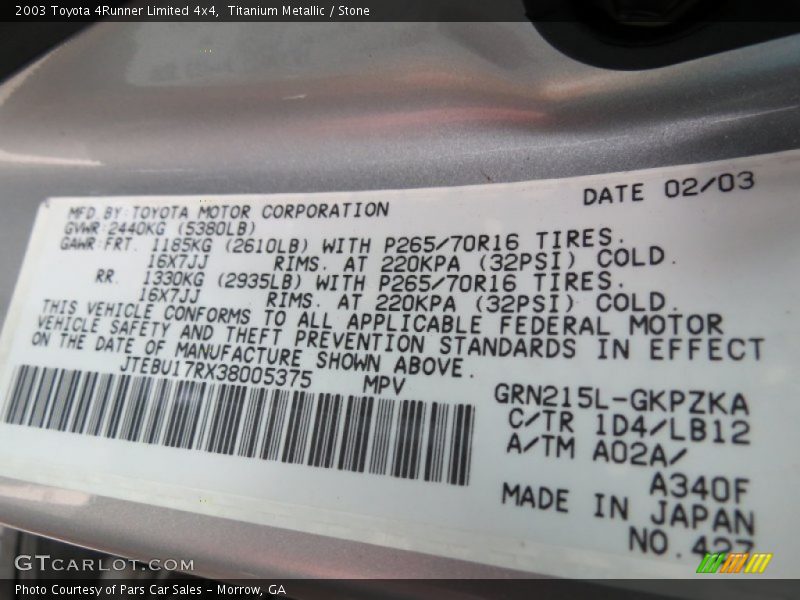 2003 Toyota 4Runner Limited 4x4,  Titanium Metallic / Stone
DATE 02/03
MFD.BY:TOYOTA MOTOR CORPORATION
GVWR:2440KG (5380LB)
GAWR:FRT. 1185KG (2610LB) WITH P265/70R16 TIRES.
16X7JJ RIMS. AT 220KPA (32PSI) COLD.
RR. 1330KG (2935LB) WITH P265/70R16 TIRES.
16X7JJ RIMS. AT 220KPA (32PSI) COLD.
THIS VEHICLE CONFORMS TO ALL APPLICABLE FEDERAL MOTOR
VEHICLE SAFETY AND THEFT PREVENTION STANDARDS IN EFFECT
ON THE DATE OF MANUFACTURE SHOWN ABOVE.
JTEBU17RX38005375 MPV
GRN215L-GKPZKA
C/TR 1D4/LB12
A/TM A02A/
A340F
MADE IN JAPAN
NO.427
GTCARLOT.COM
Photo Courtesy of Pars Car Sales – Morrow, GA